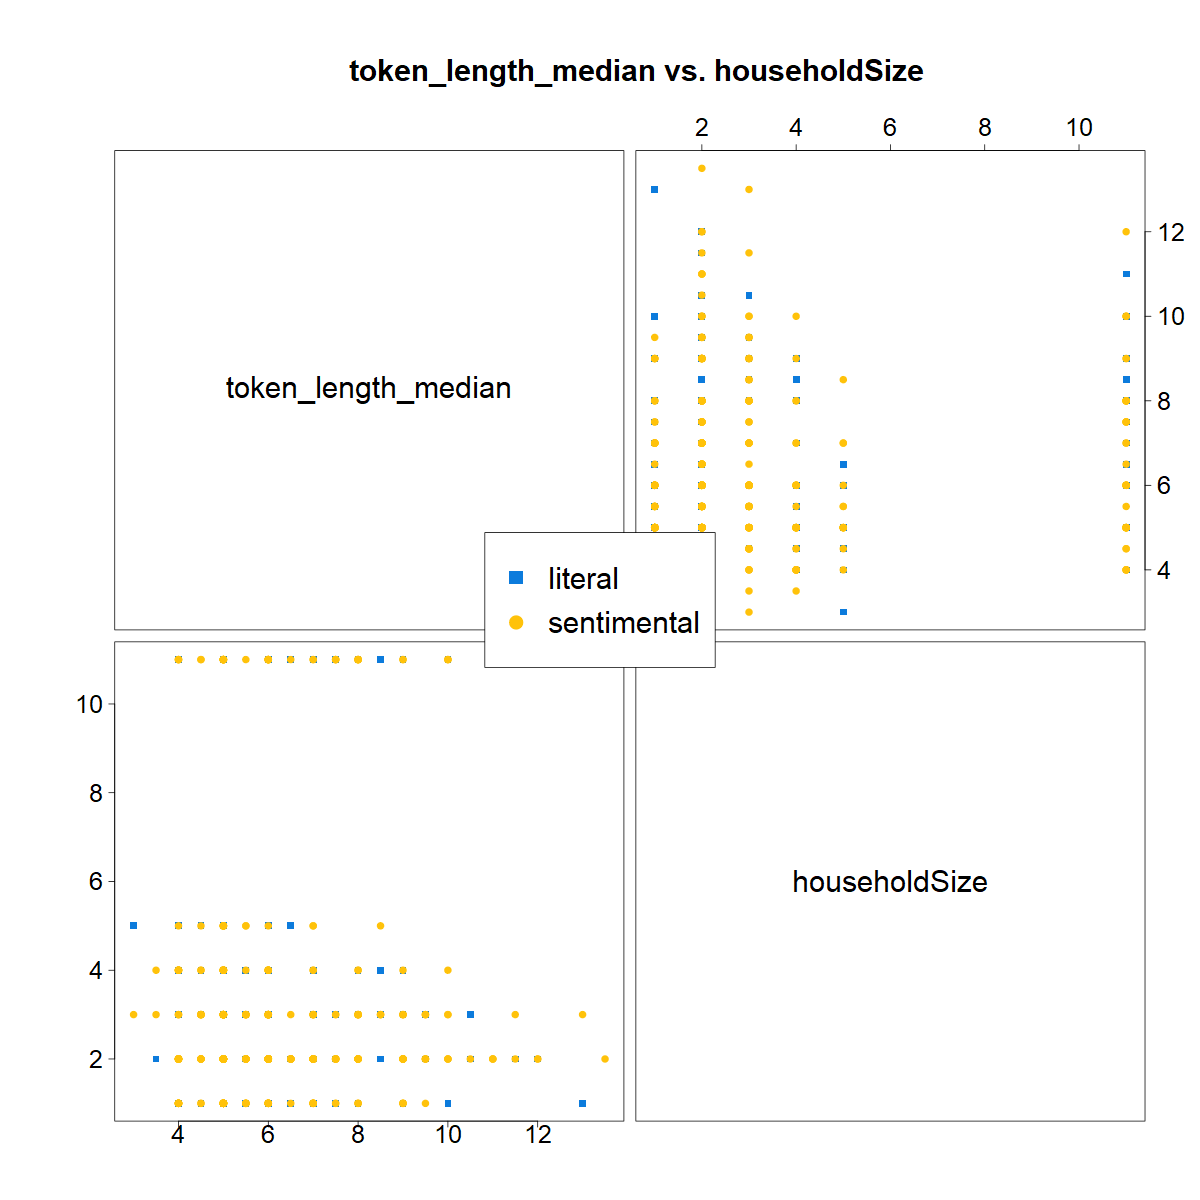 token_length_median vs. householdSize
2 4 6 8 10
token_length_median
12
10
8
6
4
literal
sentimental
10
8
6
4
2
householdSize
4 6 8 10 12